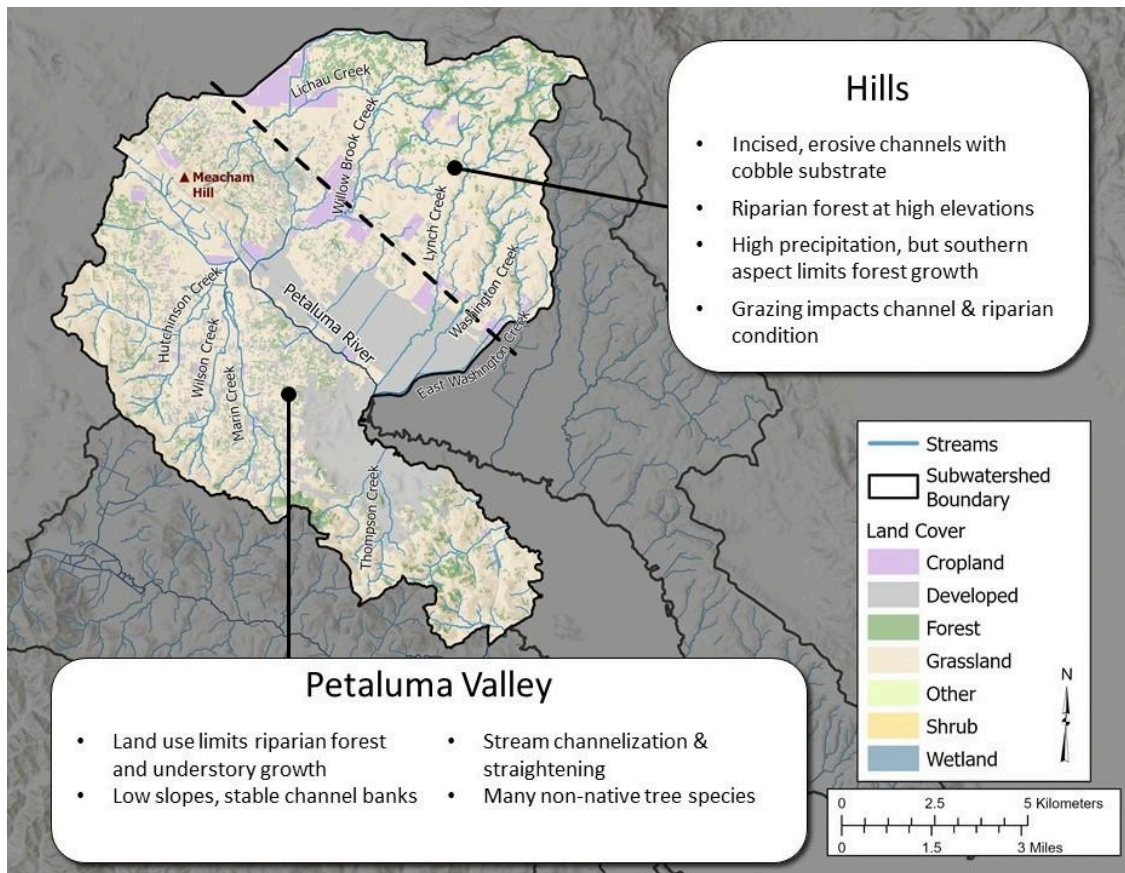 Hills
• Incised, erosive channels with
cobble substrate
• Riparian forest at high elevations
• High precipitation, but southern
aspect limits forest growth
• Grazing impacts channel & riparian
condition
Lichau Creek
Willow Brook Creek
Meacham
Hill
Lynch Creek
Washington Creek
Hutchinson Creek
Petaluma River
Wilson Creek
East Washington Creek
Marin Creek
Thompson Creek
Streams
Subwatershed
Boundary
Land Cover
Cropland
Developed
Forest
Grassland
Other
Shrub
Wetland
N
0 2.5 5 Kilometers
0 1.5 3 Miles
Petaluma Valley
• Land use limits riparian forest
and understory growth
• Low slopes, stable channel banks
• Stream channelization &
straightening
• Many non-native tree species